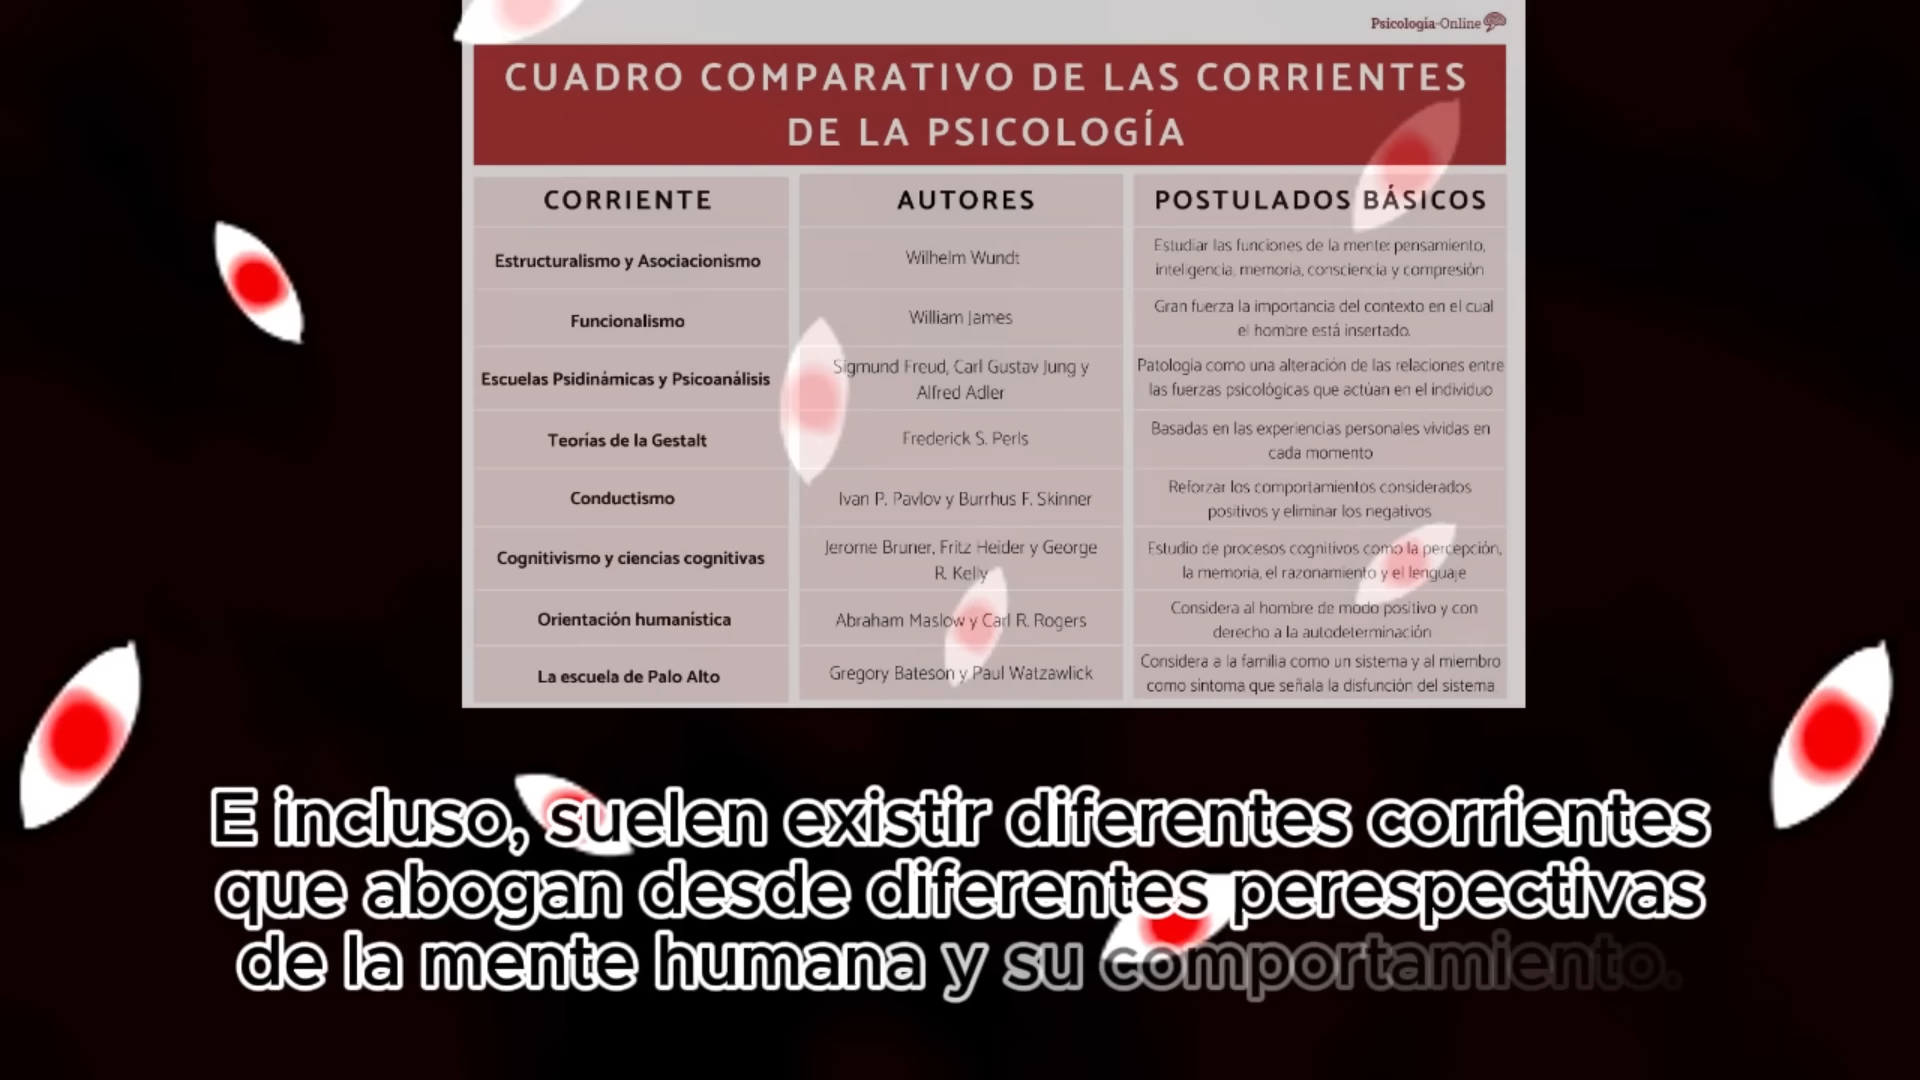 Psicología-Online
CUADRO COMPARATIVO DE LAS CORRIENTES
DE LA PSICOLOGÍA
CORRIENTE
AUTORES
POSTULADOS BÁSICOS
Estructuralismo y Asociacionismo
Wilhelm Wundt
Estudiar las funciones de la mente: pensamiento,
inteligencia, memoria, consciencia y compresión
Funcionalismo
William James
Gran fuerza la importancia del contexto en el cual
el hombre está insertado.
Escuelas Psidinámicas y Psicoanálisis
Sigmund Freud, Carl Gustav Jung y
Alfred Adler
Patología como una alteración de las relaciones entre
las fuerzas psicológicas que actúan en el individuo
Teorías de la Gestalt
Frederick S. Perls
Basadas en las experiencias personales vividas en
cada momento
Conductismo
Ivan P. Pavlov y Burrhus F. Skinner
Reforzar los comportamientos considerados
positivos y eliminar los negativos
Cognitivismo y ciencias cognitivas
Jerome Bruner, Fritz Heider y George
R. Kelly
Estudio de procesos cognitivos como la percepción,
la memoria, el razonamiento y el lenguaje
Orientación humanística
Abraham Maslow y Carl R. Rogers
Considera al hombre de modo positivo y con
derecho a la autodeterminación
La escuela de Palo Alto
Gregory Bateson y Paul Watzawlick
Considera a la familia como un sistema y al miembro
como síntoma que señala la disfunción del sistema
E incluso, suelen existir diferentes corrientes
que abogan desde diferentes perespectivas
de la mente humana y su comportamiento.